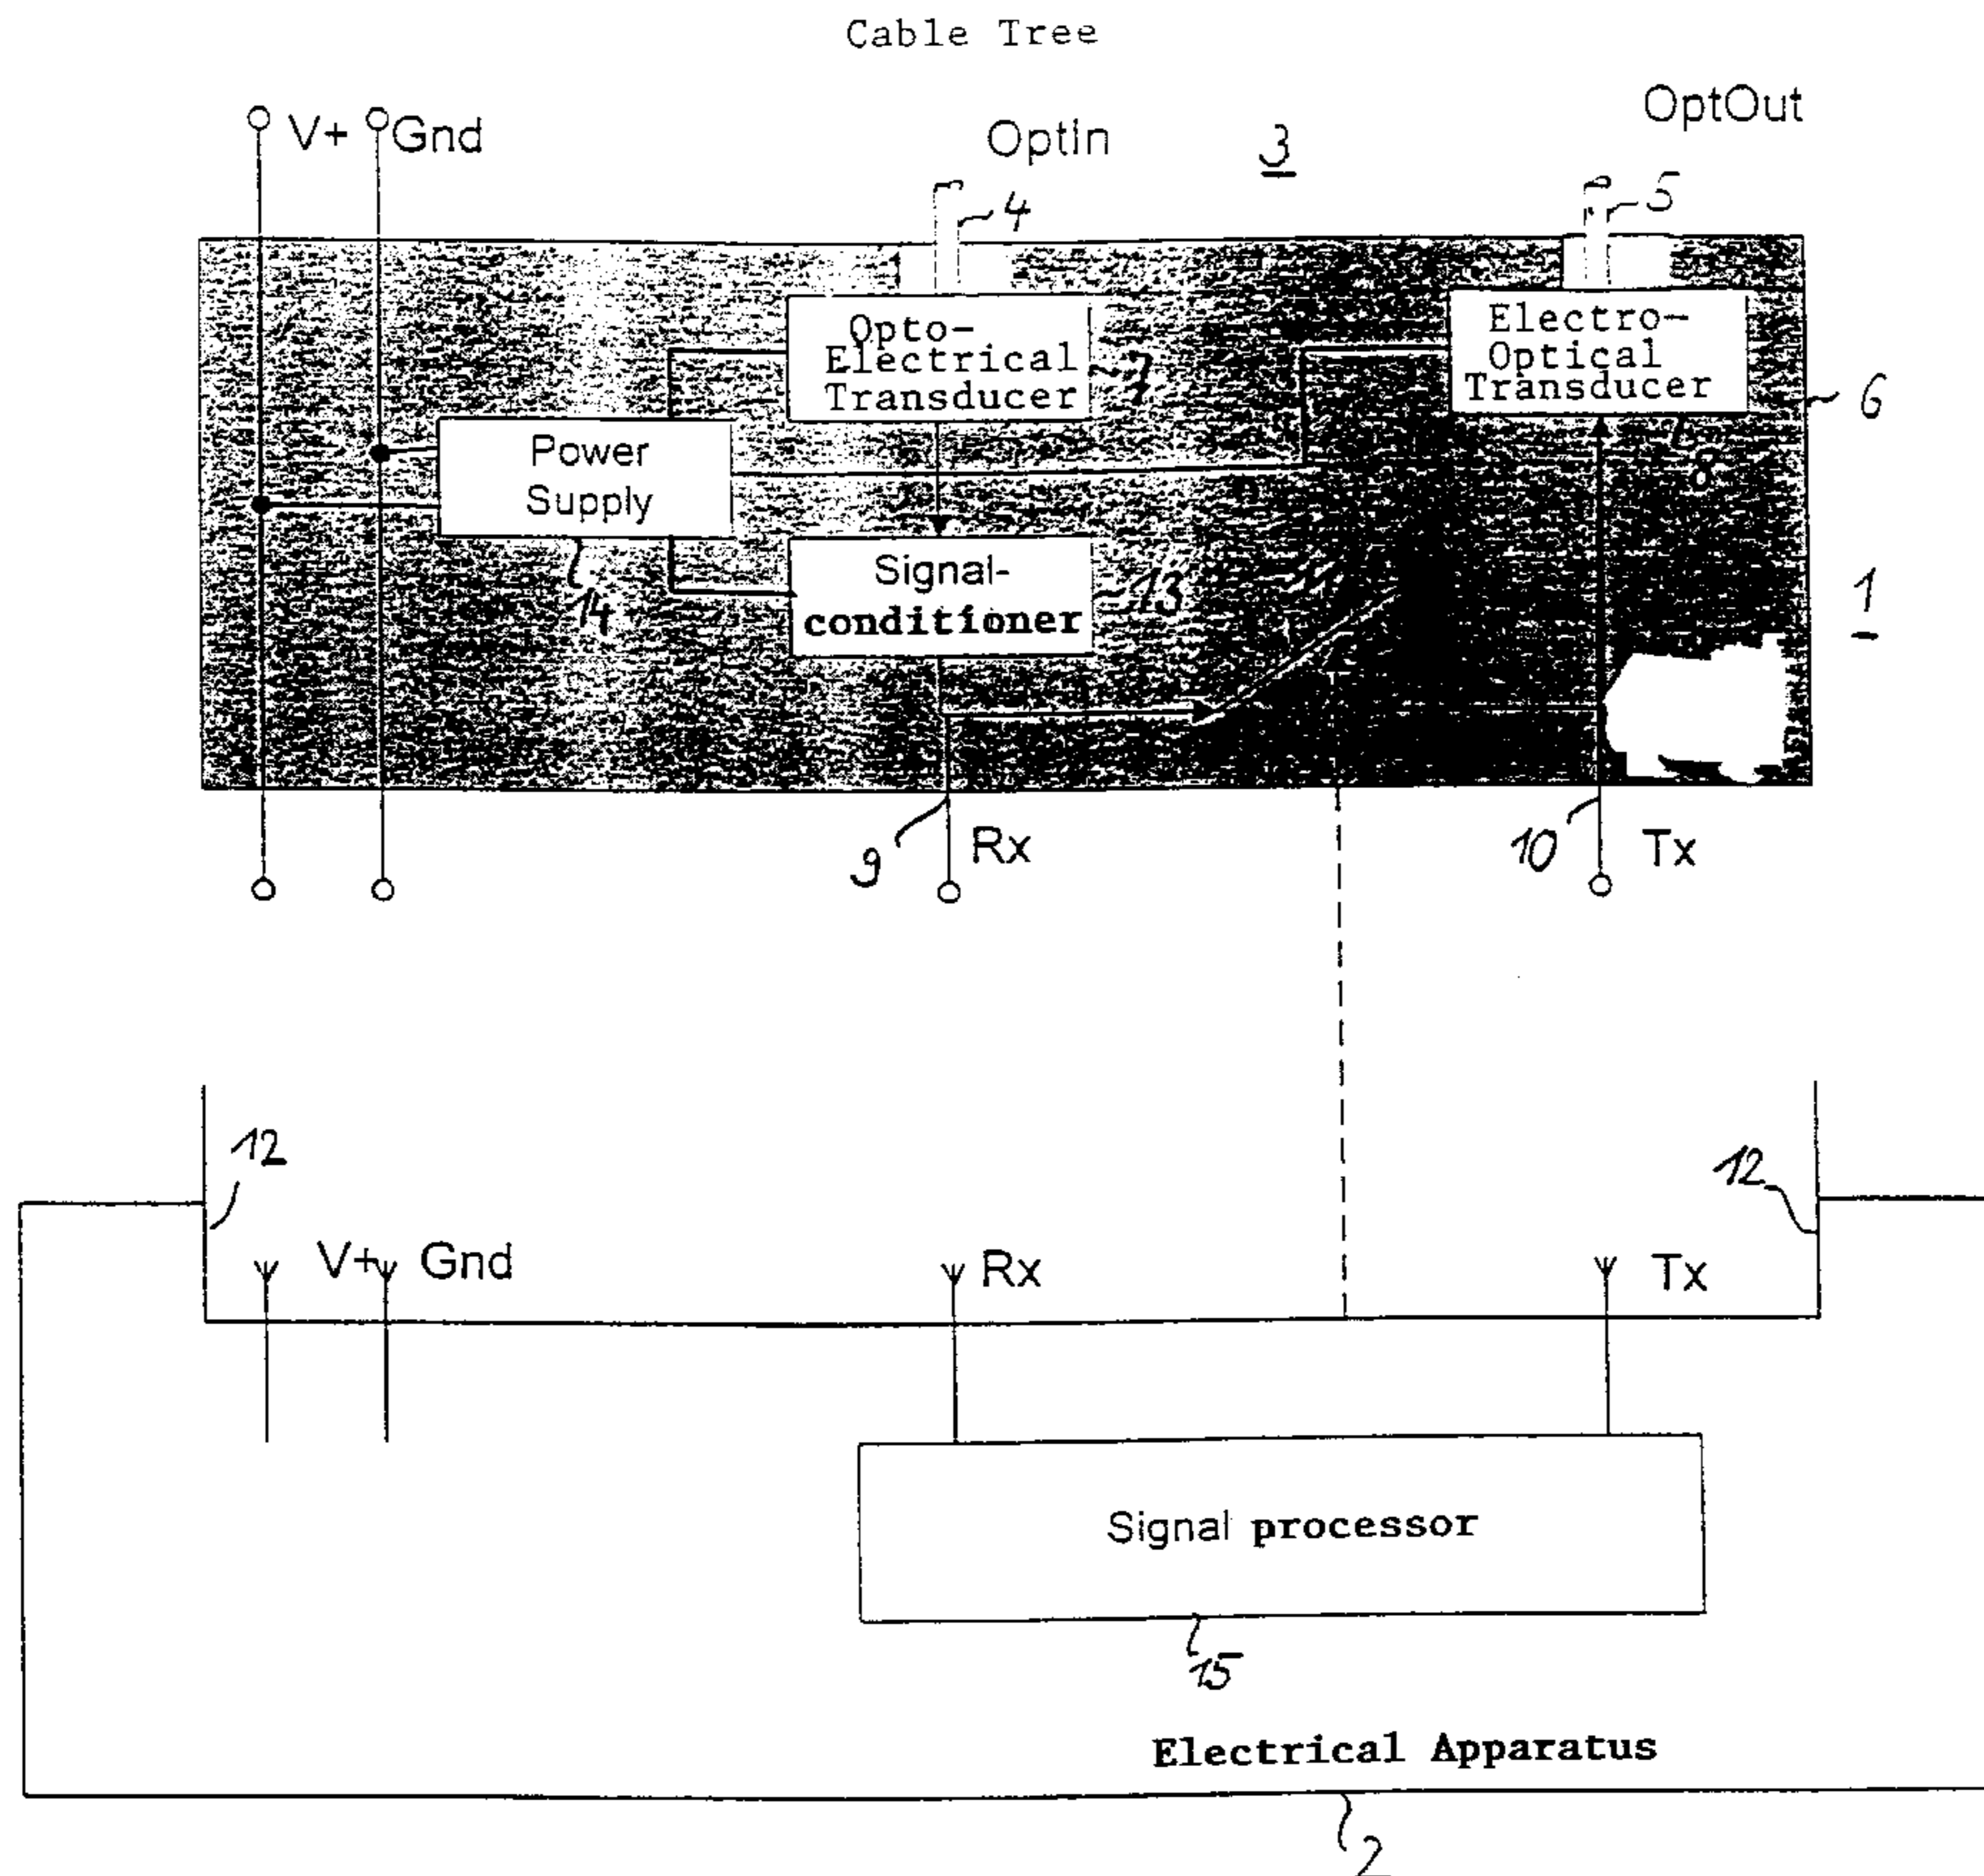 Cable Tree
V+ Gnd
OptIn
3
OptOut
4
5
Opto-
Electrical
Transducer
7
Electro-
Optical
Transducer
8
6
Power
Supply
14
Signal-
conditioner
13
11
1
9
Rx
10
Tx
12
12
V+ Gnd
Rx
Tx
Signal processor
15
Electrical Apparatus
2